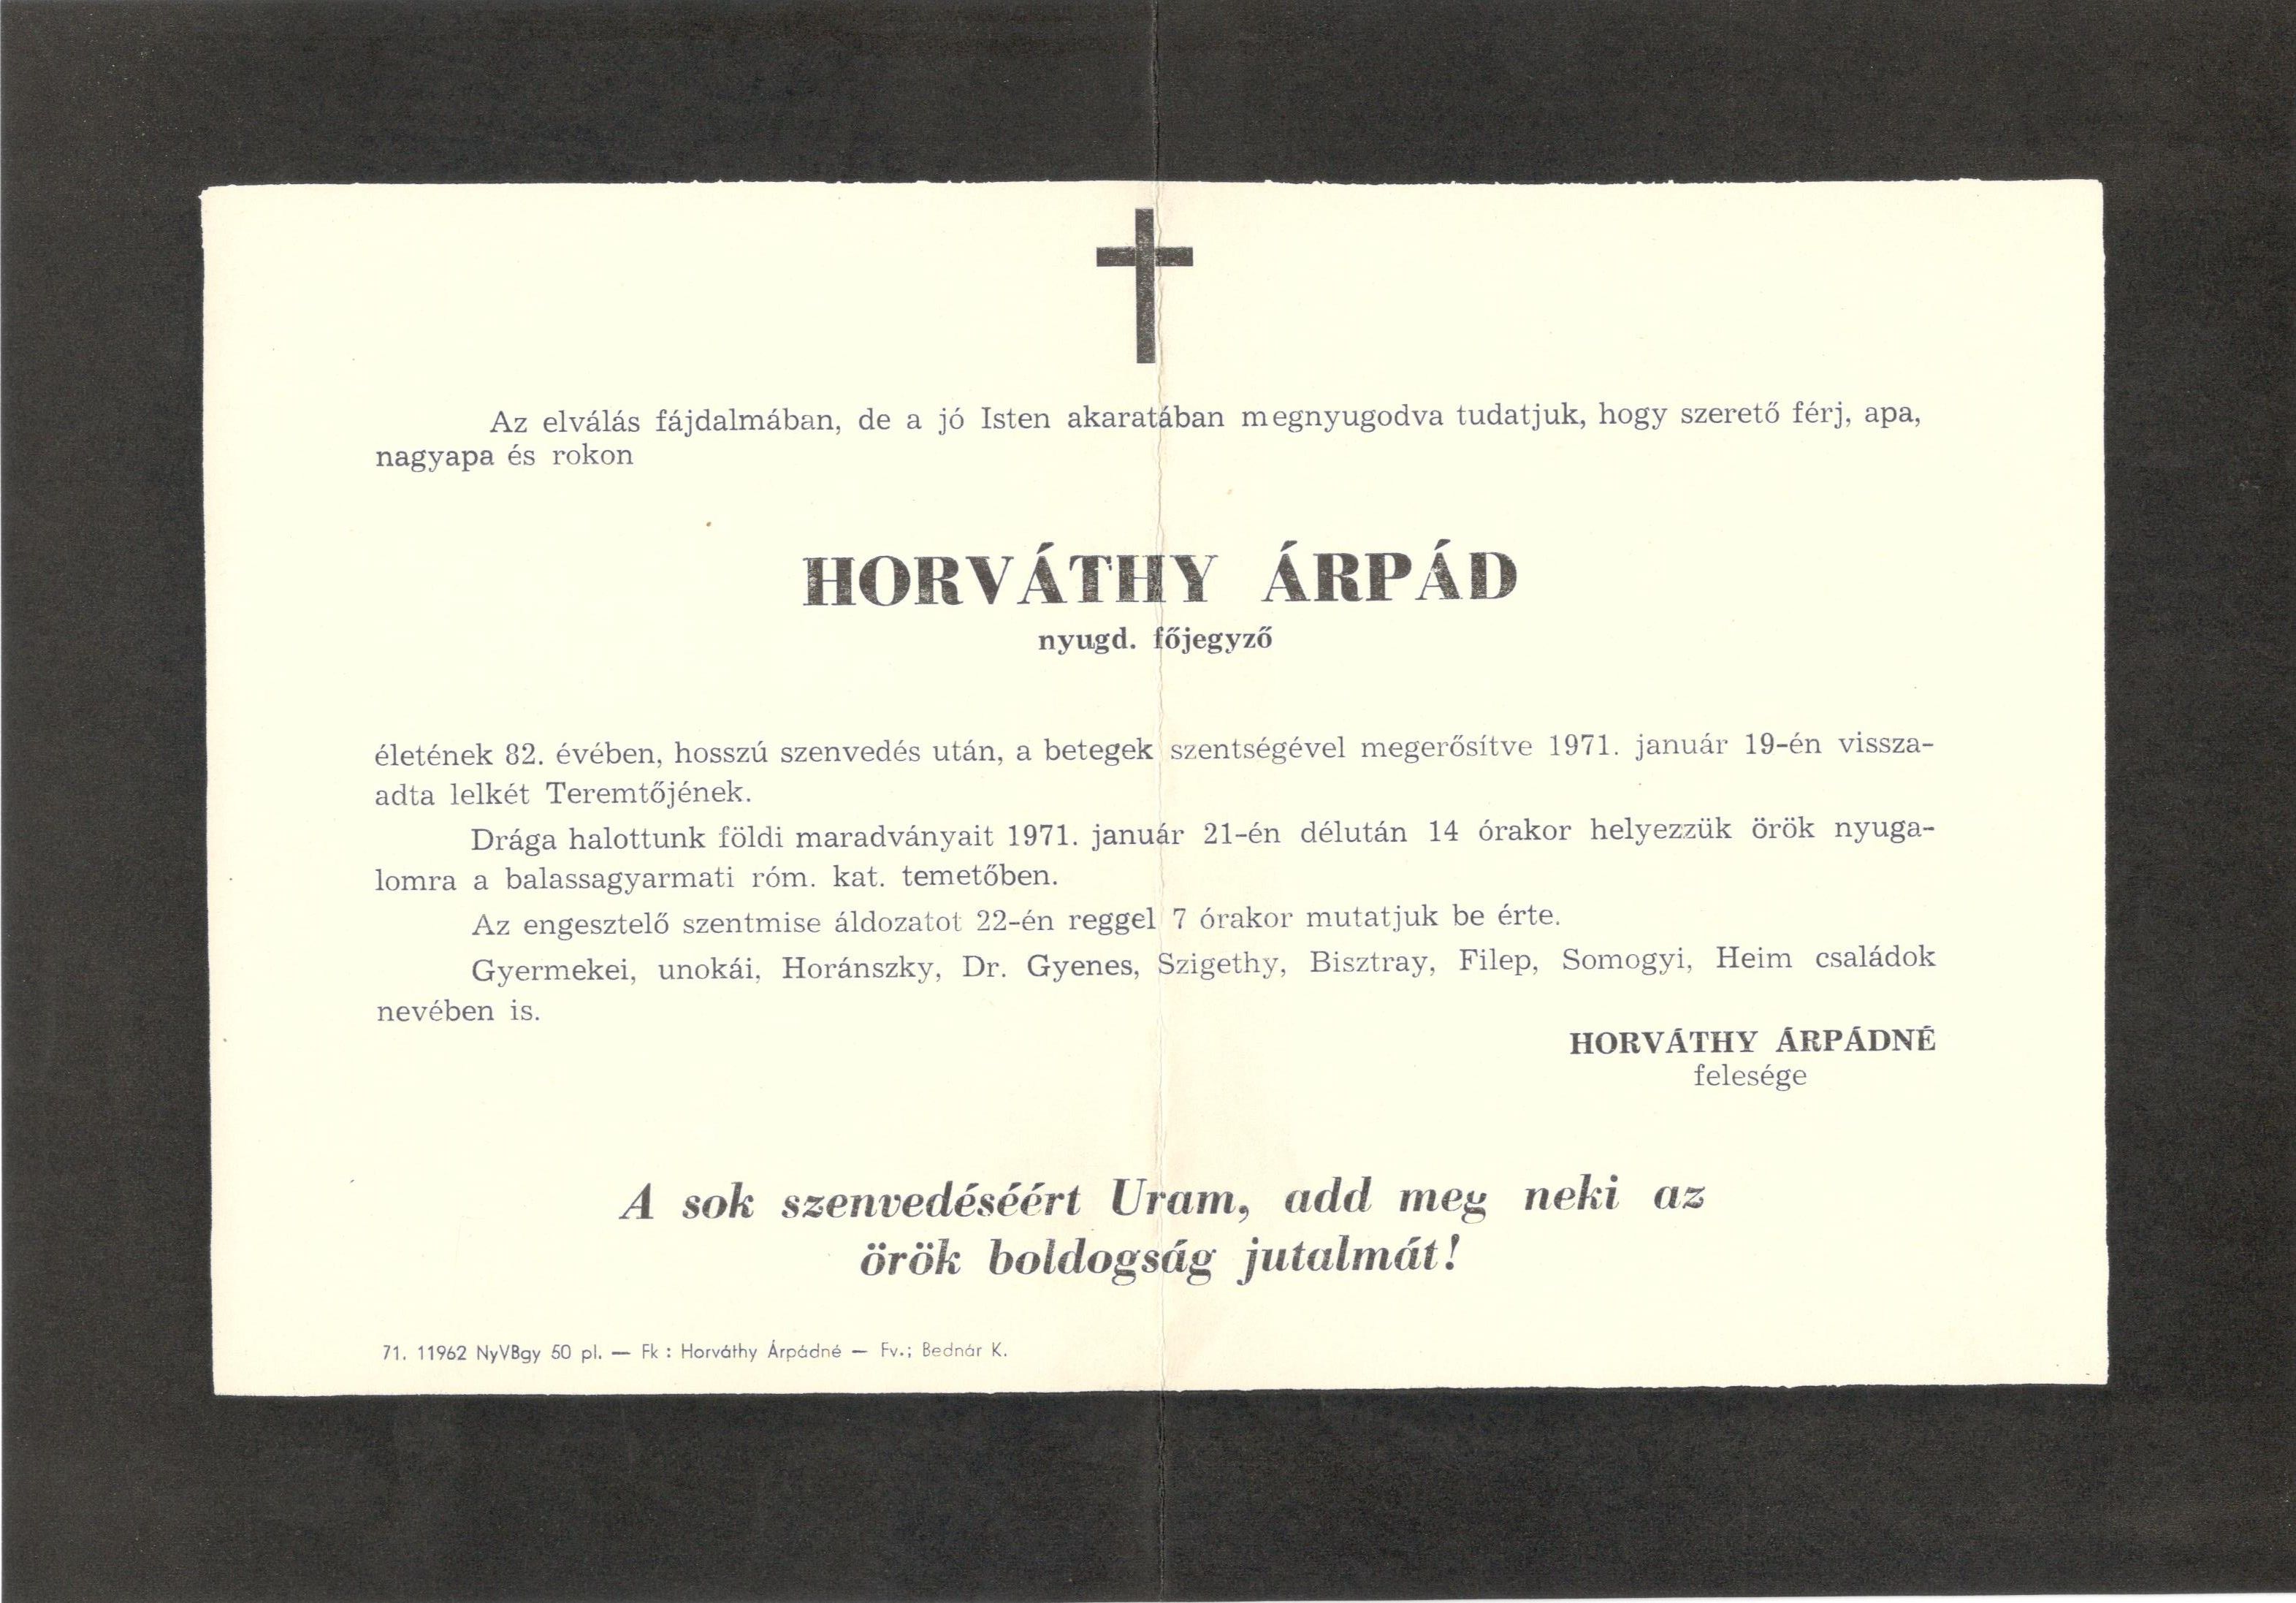 Az elválás fájdalmában, de a jó Isten akaratában megnyugodva tudatjuk, hogy szerető férj, apa,
nagyapa és rokon
HORVÁTHY ÁRPÁD
nyugd. főjegyző
életének 82. évében, hosszú szenvedés után, a betegek szentségével megerősítve 1971. január 19-én vissza-
adta lelkét Teremtőjének.
Drága halottunk földi maradványait 1971. január 21-én délután 14 órakor helyezzük örök nyuga-
lomra a balassagyarmati róm. kat. temetőben.
Az engesztelő szentmise áldozatot 22-én reggel 7 órakor mutatjuk be érte.
Gyermekei, unokái, Horánszky, Dr. Gyenes, Szigethy, Bisztray, Filep, Somogyi, Heim családok
nevében is.
HORVÁTHY ÁRPÁDNÉ
felesége
A sok szenvedéséért Uram, add meg neki az
örök boldogság jutalmát!
71. 11962 NyVBgy 50 pl. — Fk : Horváthy Árpádné — Fv.; Bednár K.